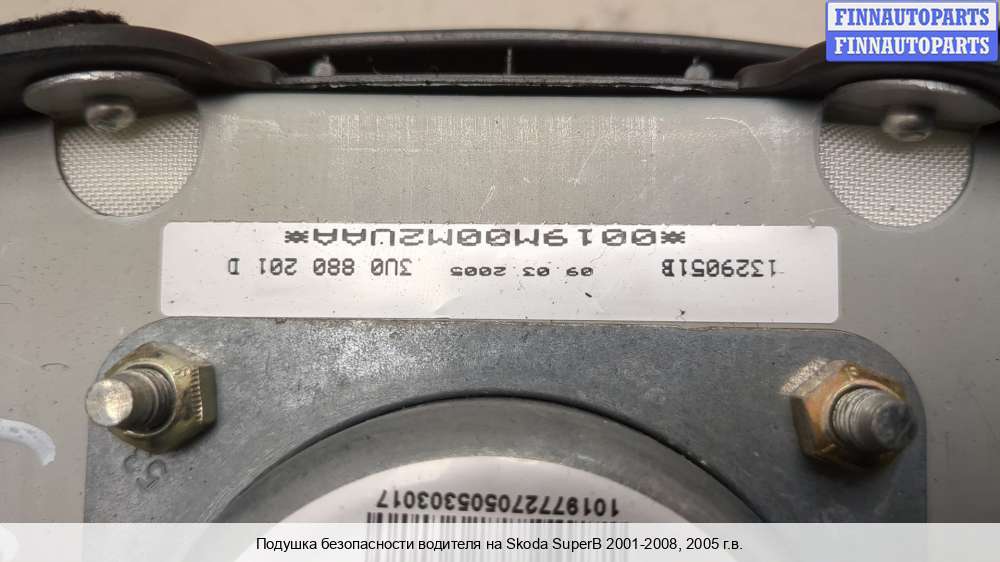 FINNAUTOPARTS
FINNAUTOPARTS
*0019M00M2UAA*
1329051B 09.03.2005 3U0 880 201 D
53
101977270505303017
Подушка безопасности водителя на Skoda SuperB 2001-2008, 2005 г.в.